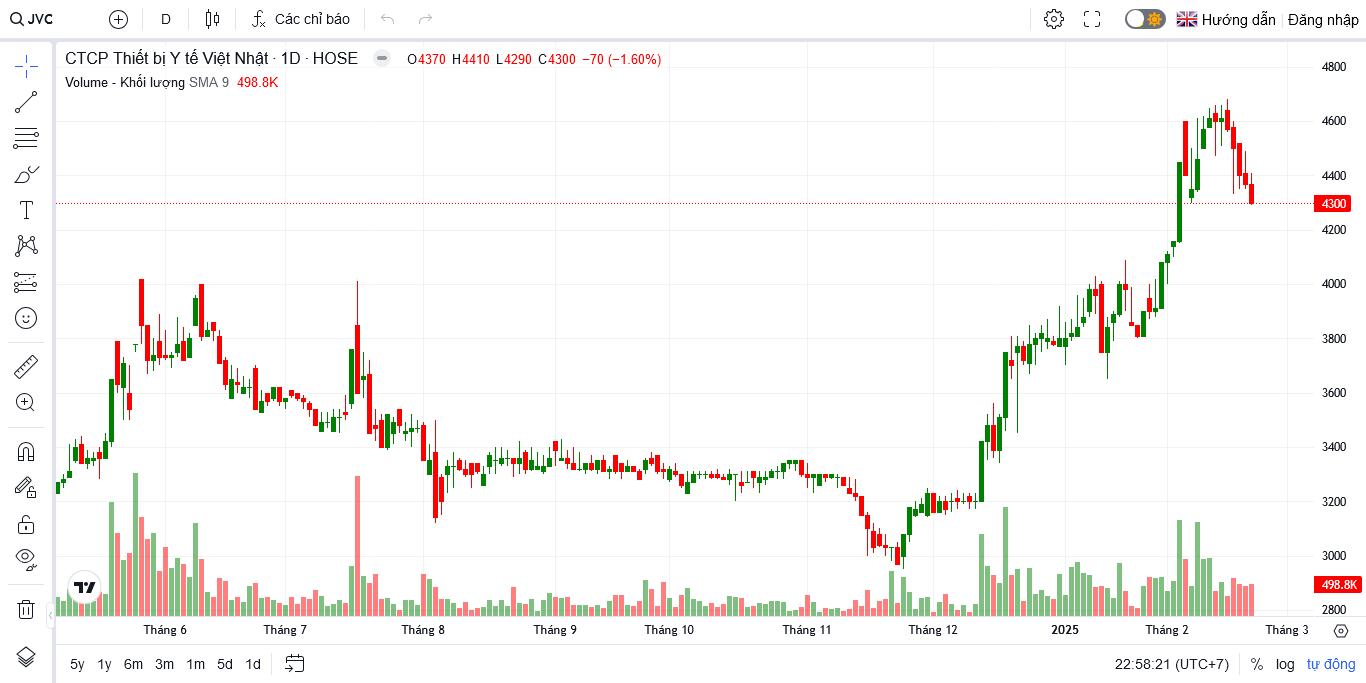 JVC D Các chỉ báo Hướng dẫn Đăng nhập
CTCP Thiết bị Y tế Việt Nhật · 1D · HOSE O4370 H4410 L4290 C4300 −70 (−1.60%)
Volume - Khối lượng SMA 9 498.8K
4800
4600
4400
4300
4200
4000
3800
3600
3400
3200
3000
498.8K
2800
Tháng 6 Tháng 7 Tháng 8 Tháng 9 Tháng 10 Tháng 11 Tháng 12 2025 Tháng 2 Tháng 3
5y 1y 6m 3m 1m 5d 1d 22:58:21 (UTC+7) % log tự động